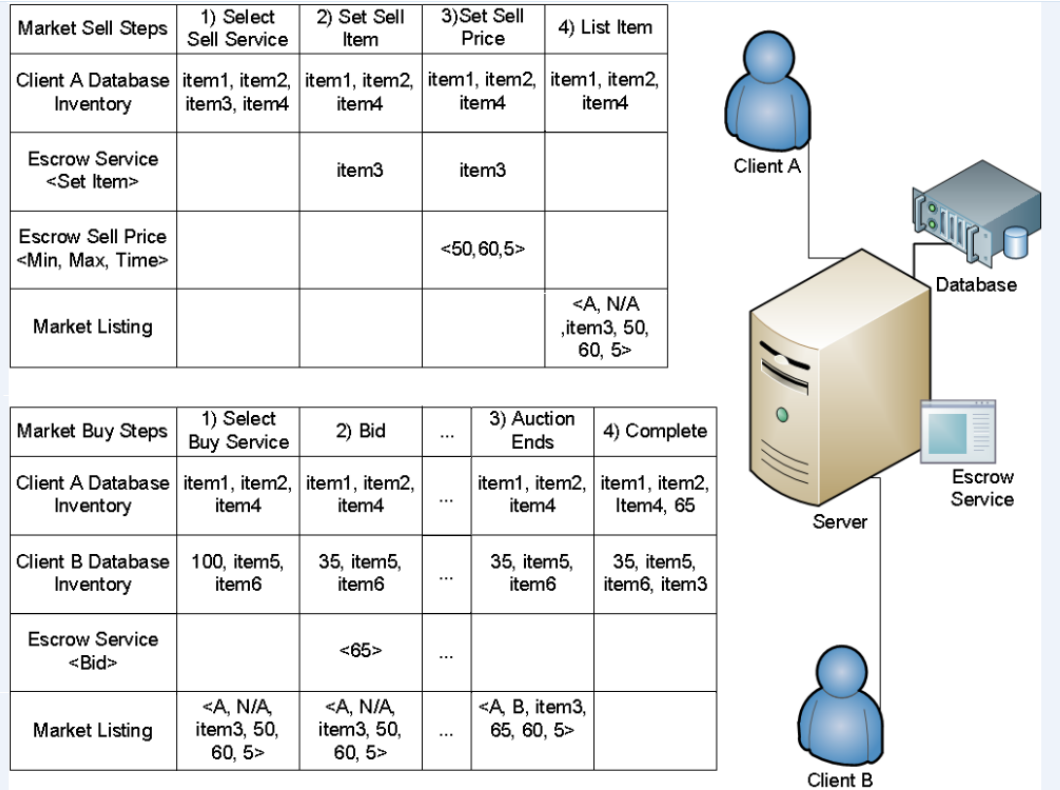 Market Sell Steps
1) Select
Sell Service
2) Set Sell
Item
3)Set Sell
Price
4) List Item
Client A Database
Inventory
item1, item2,
item3, item4
item1, item2,
item4
item1, item2,
item4
item1, item2,
item4
Escrow Service
<Set Item>
item3
item3
Escrow Sell Price
<Min, Max, Time>
<50,60,5>
Market Listing
<A, N/A
,item3, 50,
60, 5>
Market Buy Steps
1) Select
Buy Service
2) Bid
...
3) Auction
Ends
4) Complete
Client A Database
Inventory
item1, item2,
item4
item1, item2,
item4
...
item1, item2,
item4
item1, item2,
Item4, 65
Client B Database
Inventory
100, item5,
item6
35, item5,
item6
...
35, item5,
item6
35, item5,
item6, item3
Escrow Service
<Bid>
<65>
...
Market Listing
<A, N/A,
item3, 50,
60, 5>
<A, N/A,
item3, 50,
60, 5>
...
<A, B, item3,
65, 60, 5>
Client A
Database
Server
Escrow
Service
Client B